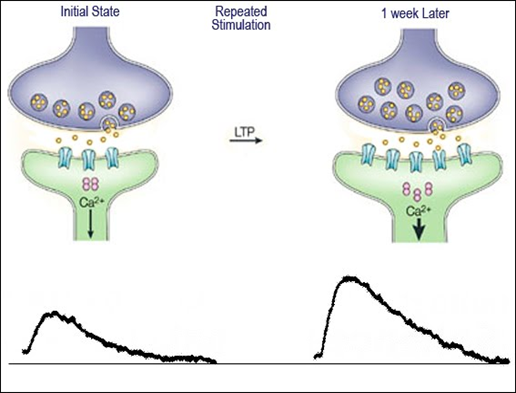 Initial State
Repeated
Stimulation
1 week Later
LTP
Ca2+
Ca2+